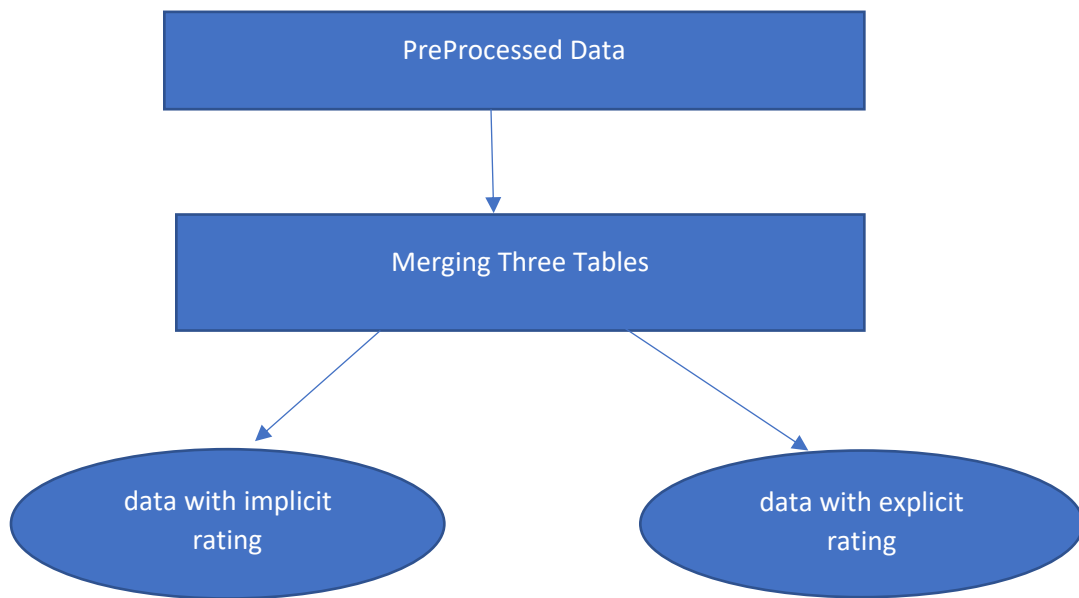 PreProcessed Data
Merging Three Tables
data with implicit
rating
data with explicit
rating